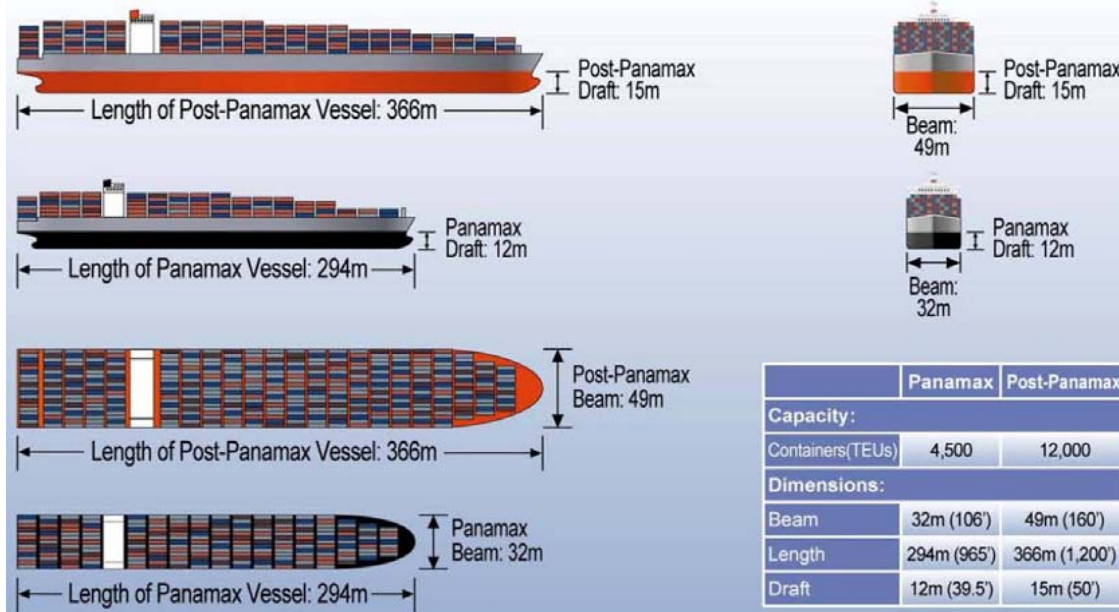 Post-Panamax
Draft: 15m
Length of Post-Panamax Vessel: 366m
Post-Panamax
Draft: 15m
Beam:
49m
Panamax
Draft: 12m
Length of Panamax Vessel: 294m
Panamax
Draft: 12m
Beam:
32m
Post-Panamax
Beam: 49m
Length of Post-Panamax Vessel: 366m
Panamax
Beam: 32m
Length of Panamax Vessel: 294m
Panamax Post-Panamax
Capacity:
Containers(TEUs) 4,500 12,000
Dimensions:
Beam 32m (106') 49m (160')
Length 294m (965') 366m (1,200')
Draft 12m (39.5') 15m (50')